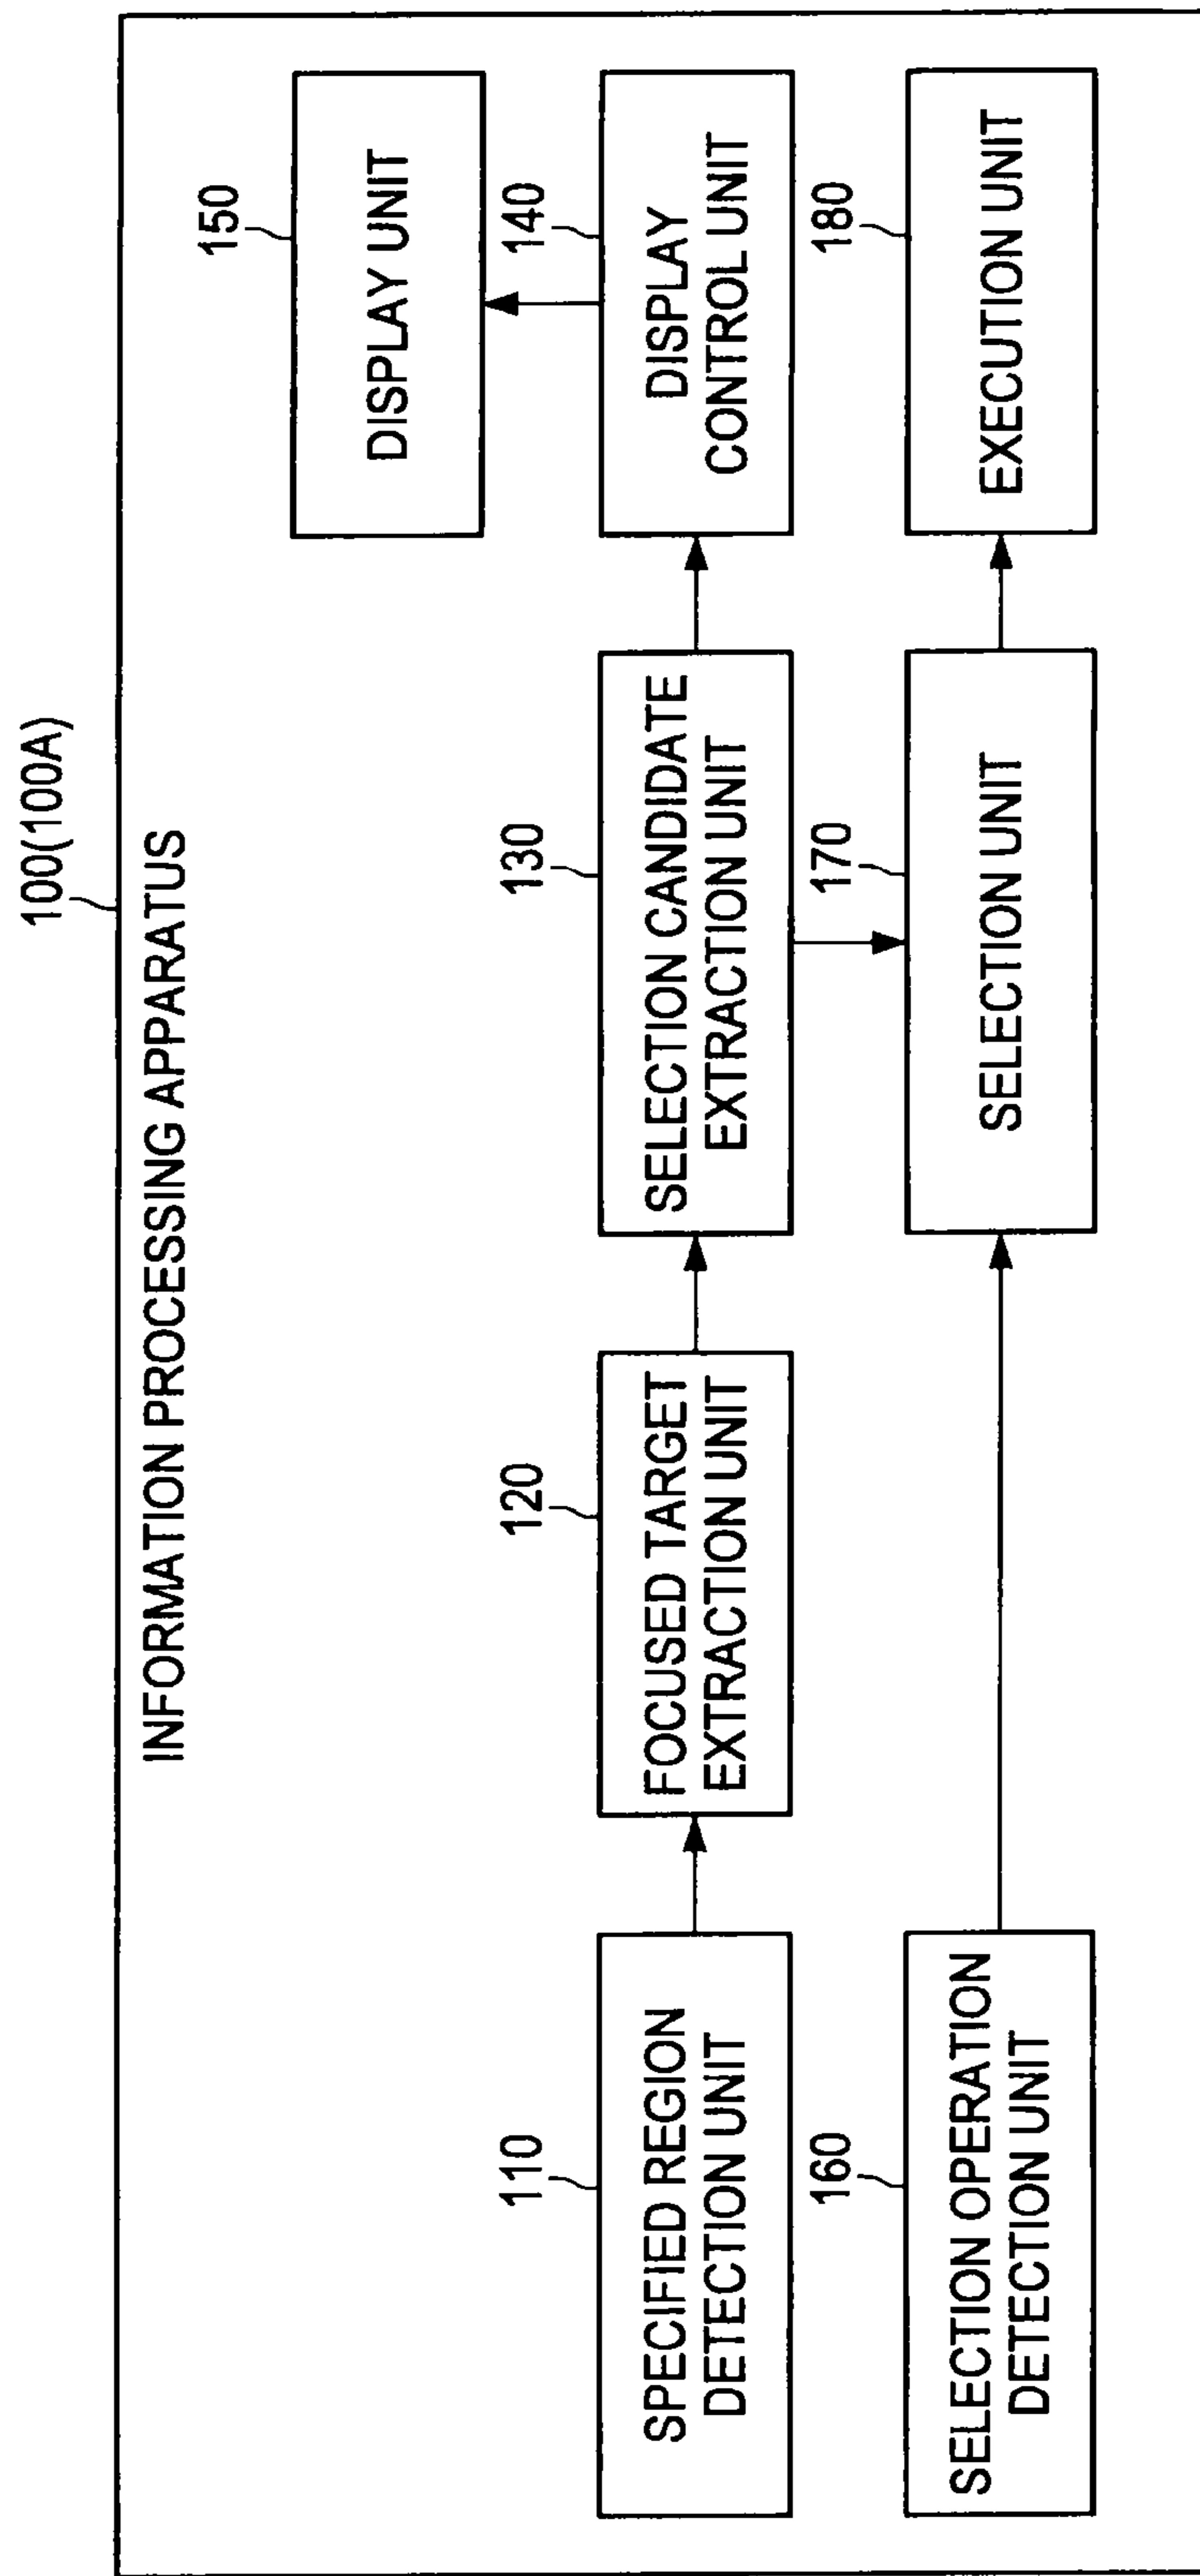 100(100A)
INFORMATION PROCESSING APPARATUS
150
DISPLAY UNIT
110
SPECIFIED REGION
DETECTION UNIT
120
FOCUSED TARGET
EXTRACTION UNIT
130
SELECTION CANDIDATE
EXTRACTION UNIT
140
DISPLAY
CONTROL UNIT
160
SELECTION OPERATION
DETECTION UNIT
170
SELECTION UNIT
180
EXECUTION UNIT